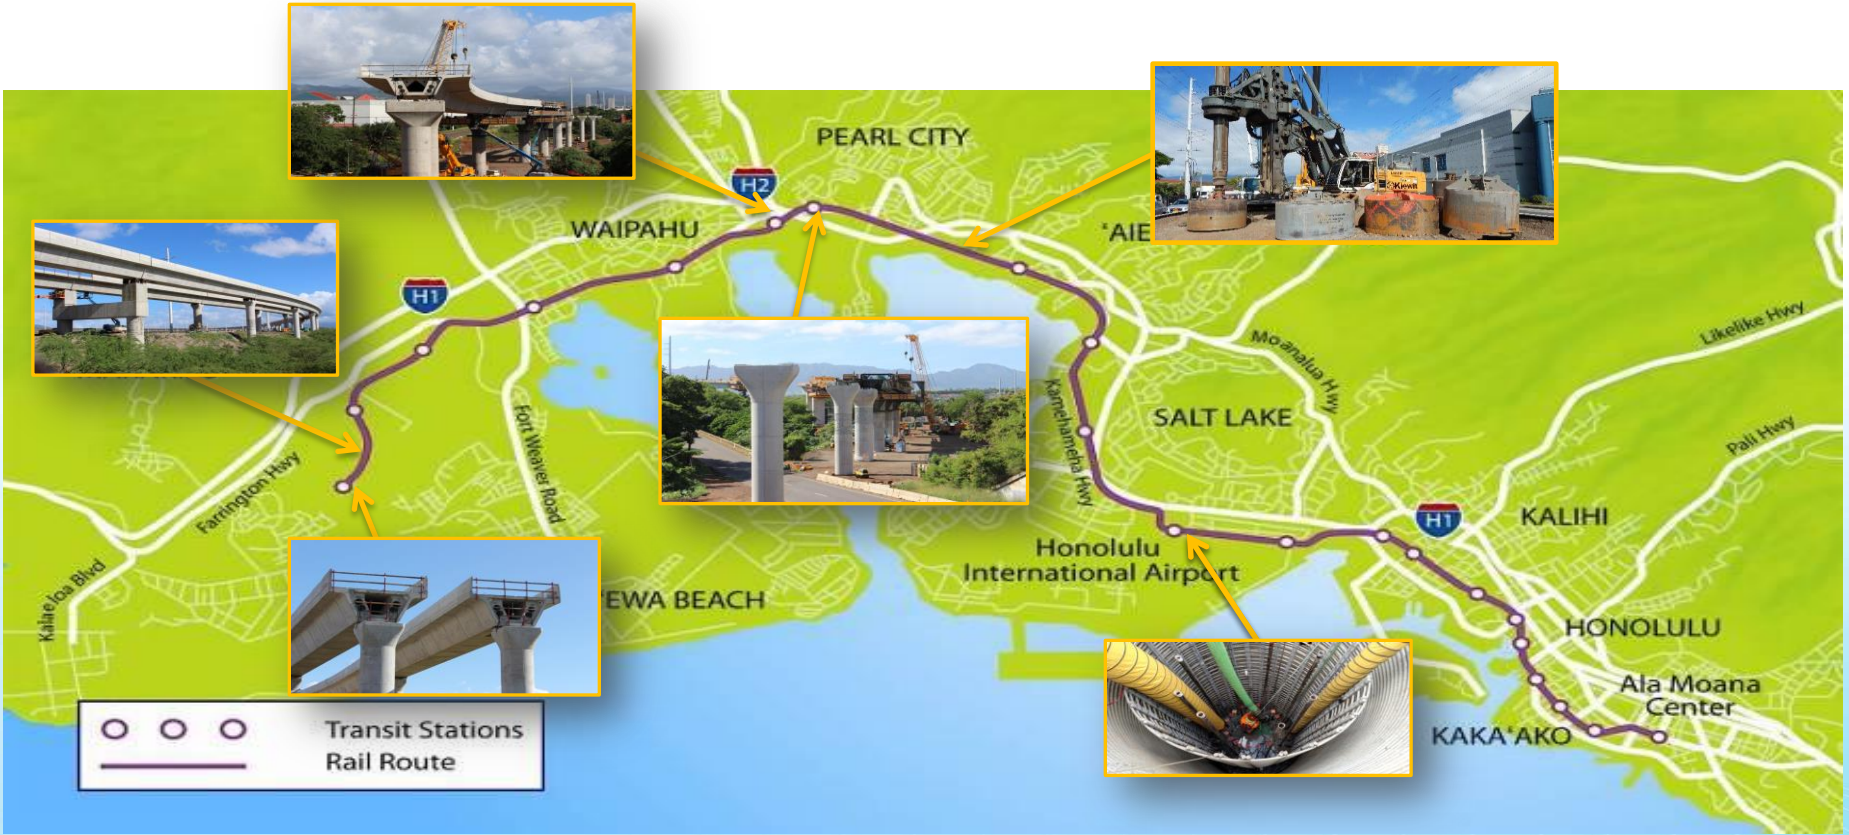 PEARL CITY
H2
WAIPAHU
'AIE
Kiewit
H1
Likelike Hwy
Moanalua Hwy
Kamehameha Hwy
SALT LAKE
Pali Hwy
Fort Weaver Road
Farrington Hwy
H1
KALIHI
Honolulu
International Airport
Kalaeloa Blvd
'EWA BEACH
HONOLULU
Ala Moana
Center
KAKA'AKO
Transit Stations
Rail Route